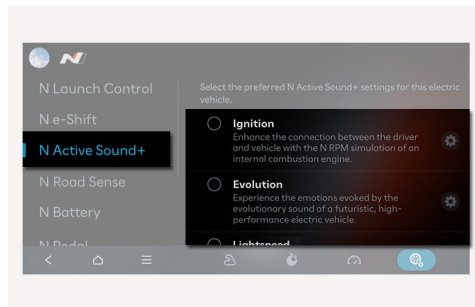 N
N Launch Control
N e-Shift
N Active Sound+
N Road Sense
N Battery
N Pedal
Select the preferred N Active Sound+ settings for this electric
vehicle.
Ignition
Enhance the connection between the driver
and vehicle with the N RPM simulation of an
internal combustion engine.
Evolution
Experience the emotions evoked by the
evolutionary sound of a futuristic, high-
performance electric vehicle.
Lightspeed